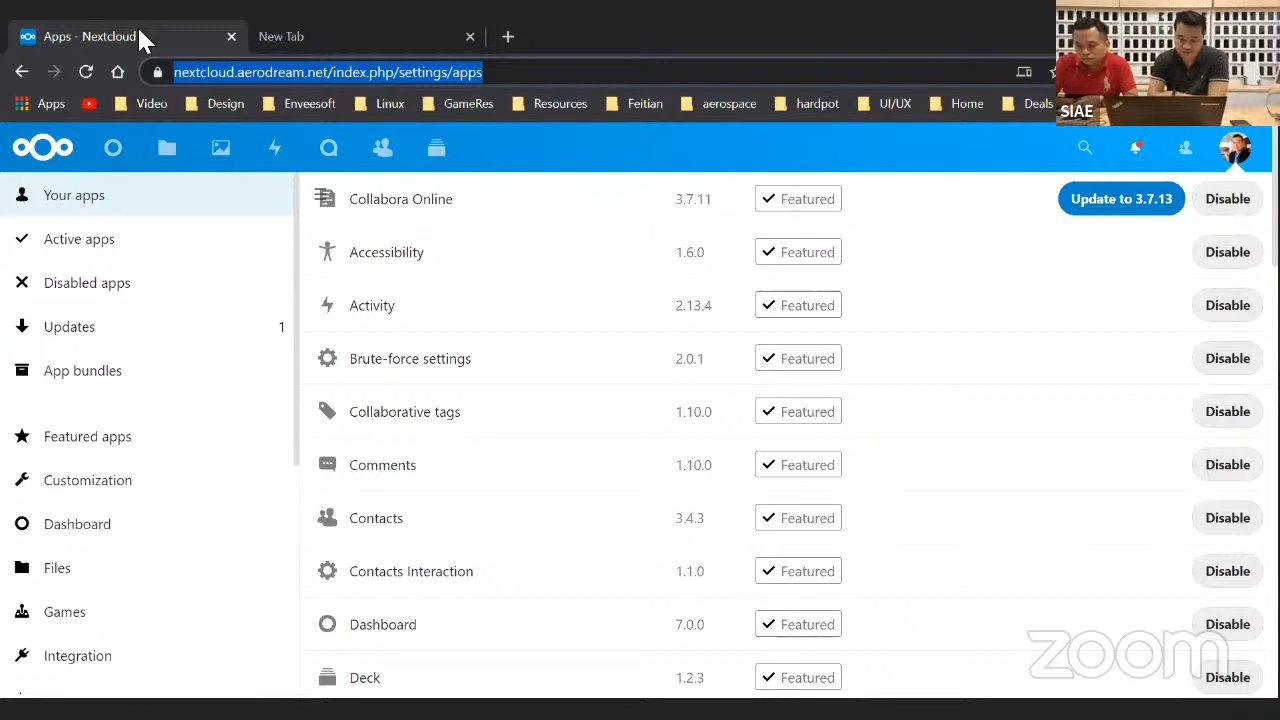 Apps - Nextcloud
New Tab
nextcloud.aerodream.net/index.php/settings/apps
Apps Video Design Enveesoft Linux GameRes Resources Feitian aerospace hardpot UI/UX Home Deals
SIAE
Your apps
Active apps
Disabled apps
Updates 1
App bundles
Featured apps
Customization
Dashboard
Files
Games
Integration
Collabora Online 3.7.11 Featured Update to 3.7.13 Disable
Accessibility 1.6.0 Featured Disable
Activity 2.13.4 Featured Disable
Brute-force settings 2.0.1 Featured Disable
Collaborative tags 1.10.0 Featured Disable
Comments 1.10.0 Featured Disable
Contacts 3.4.3 Featured Disable
Contacts Interaction 1.1.0 Featured Disable
Dashboard 7.0.0 Featured Disable
Deck 1.2.3 Featured Disable
zoom